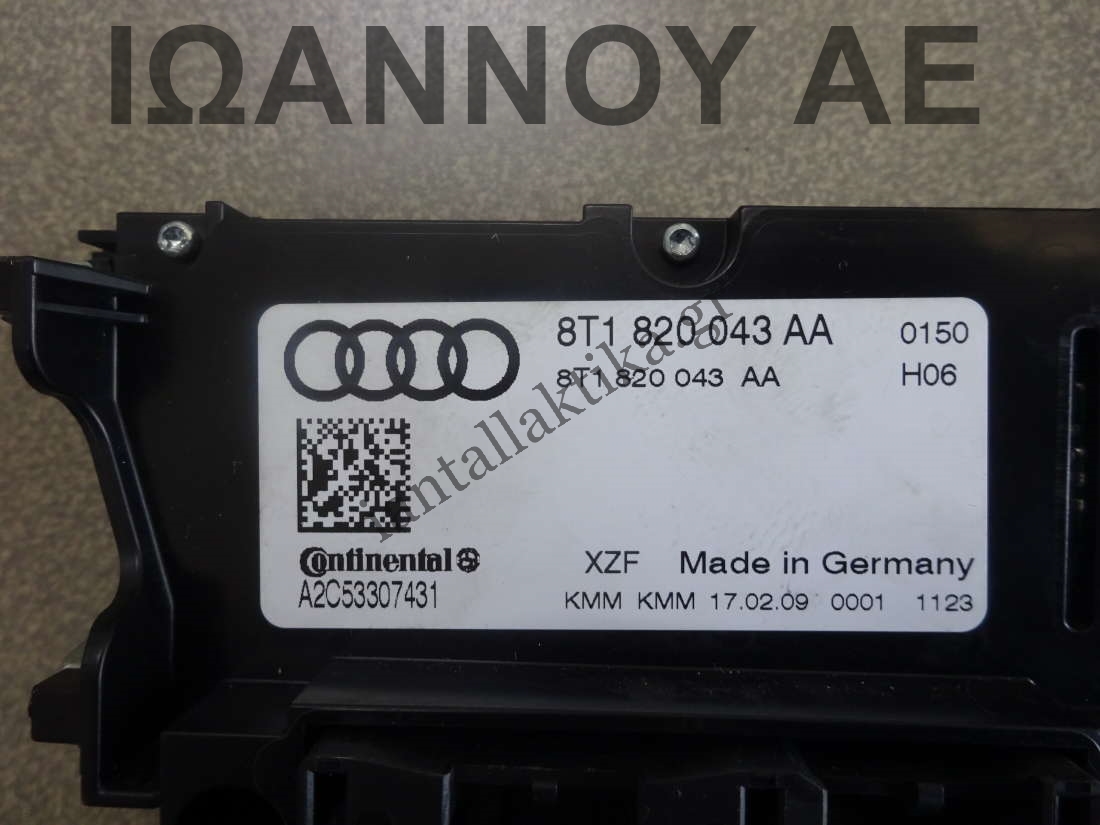 ΙΩΑΝΝΟΥ ΑΕ
8T1 820 043 AA 0150
8T1 820 043 AA H06
Continental
A2C53307431
XZF Made in Germany
KMM KMM 17.02.09 0001 1123